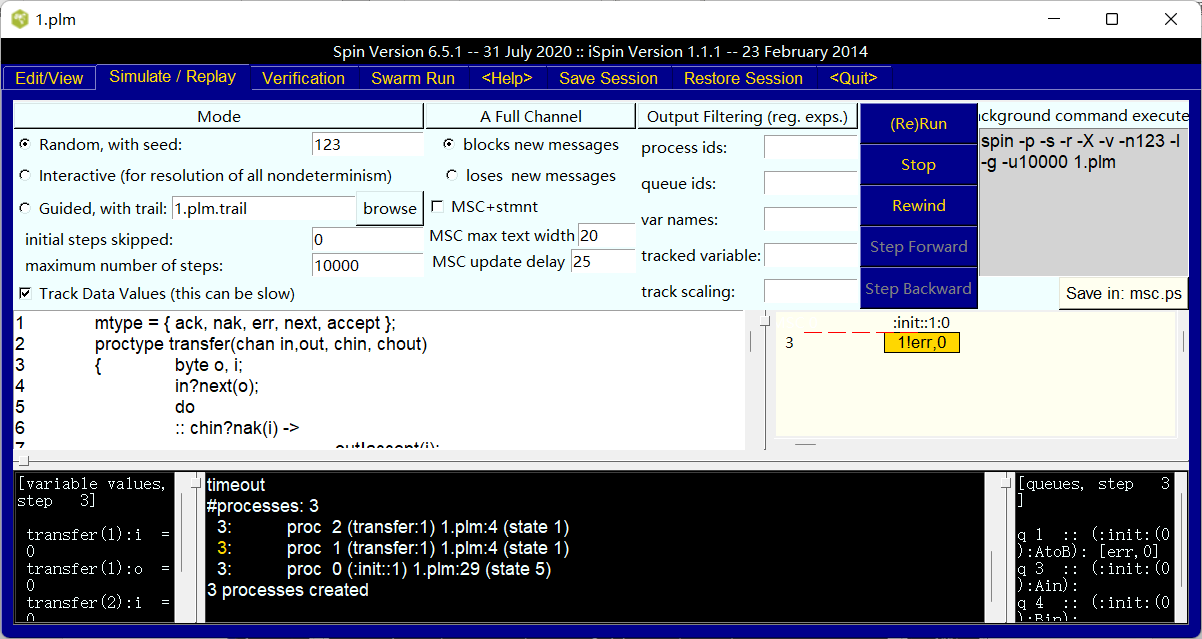 1.plm
Spin Version 6.5.1 -- 31 July 2020 :: iSpin Version 1.1.1 -- 23 February 2014
Edit/View Simulate / Replay Verification Swarm Run <Help> Save Session Restore Session <Quit>
Mode
Random, with seed: 123
Interactive (for resolution of all nondeterminism)
Guided, with trail: 1.plm.trail browse
initial steps skipped: 0
maximum number of steps: 10000
Track Data Values (this can be slow)
A Full Channel
blocks new messages
loses new messages
MSC+stmnt
MSC max text width 20
MSC update delay 25
Output Filtering (reg. exps.)
process ids:
queue ids:
var names:
tracked variable:
track scaling:
(Re)Run
Stop
Rewind
Step Forward
Step Backward
ckground command execute
spin -p -s -r -X -v -n123 -l
-g -u10000 1.plm
Save in: msc.ps
1 mtype = { ack, nak, err, next, accept };
2 proctype transfer(chan in,out, chin, chout)
3 { byte o, i;
4 in?next(o);
5 do
6 :: chin?nak(i) ->
7 out!accept(i);
:init::1:0
3 1!err,0
[variable values,
step 3]
transfer(1):i =
0
transfer(1):o =
0
transfer(2):i =
0
timeout
#processes: 3
3: proc 2 (transfer:1) 1.plm:4 (state 1)
3: proc 1 (transfer:1) 1.plm:4 (state 1)
3: proc 0 (:init::1) 1.plm:29 (state 5)
3 processes created
[queues, step 3
]
q 1 :: (:init:(0
):AtoB): [err,0]
q 3 :: (:init:(0
):Ain):
q 4 :: (:init:(0
):Bin):